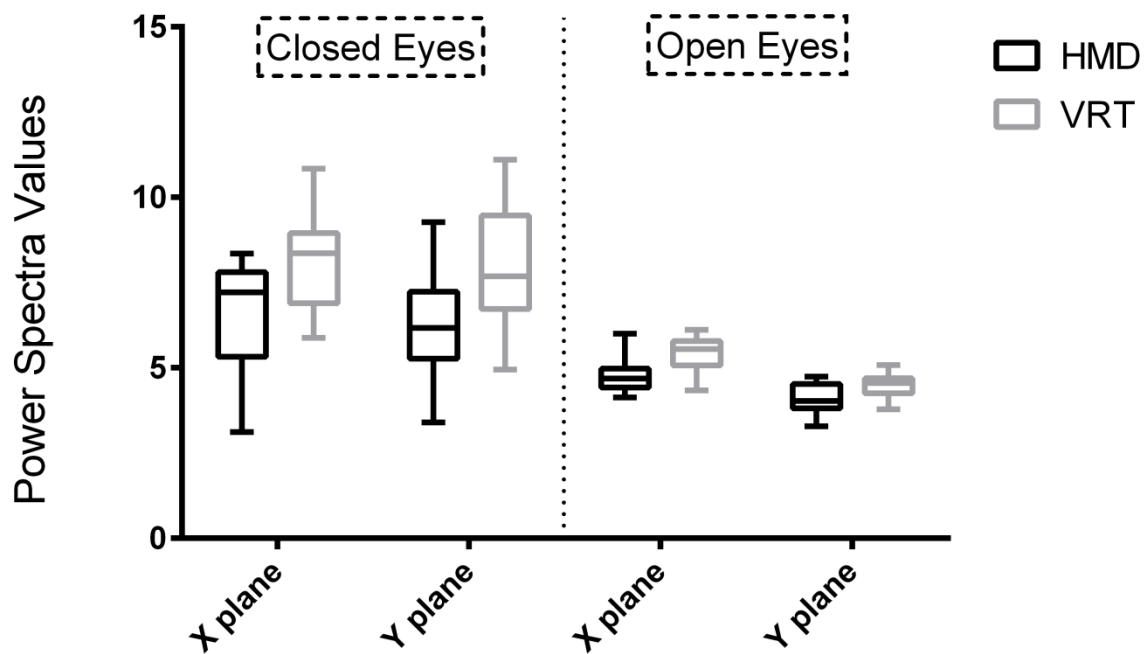 Closed Eyes
Open Eyes
HMD
VRT
Power Spectra Values
15
10
5
0
X plane
Y plane
X plane
Y plane